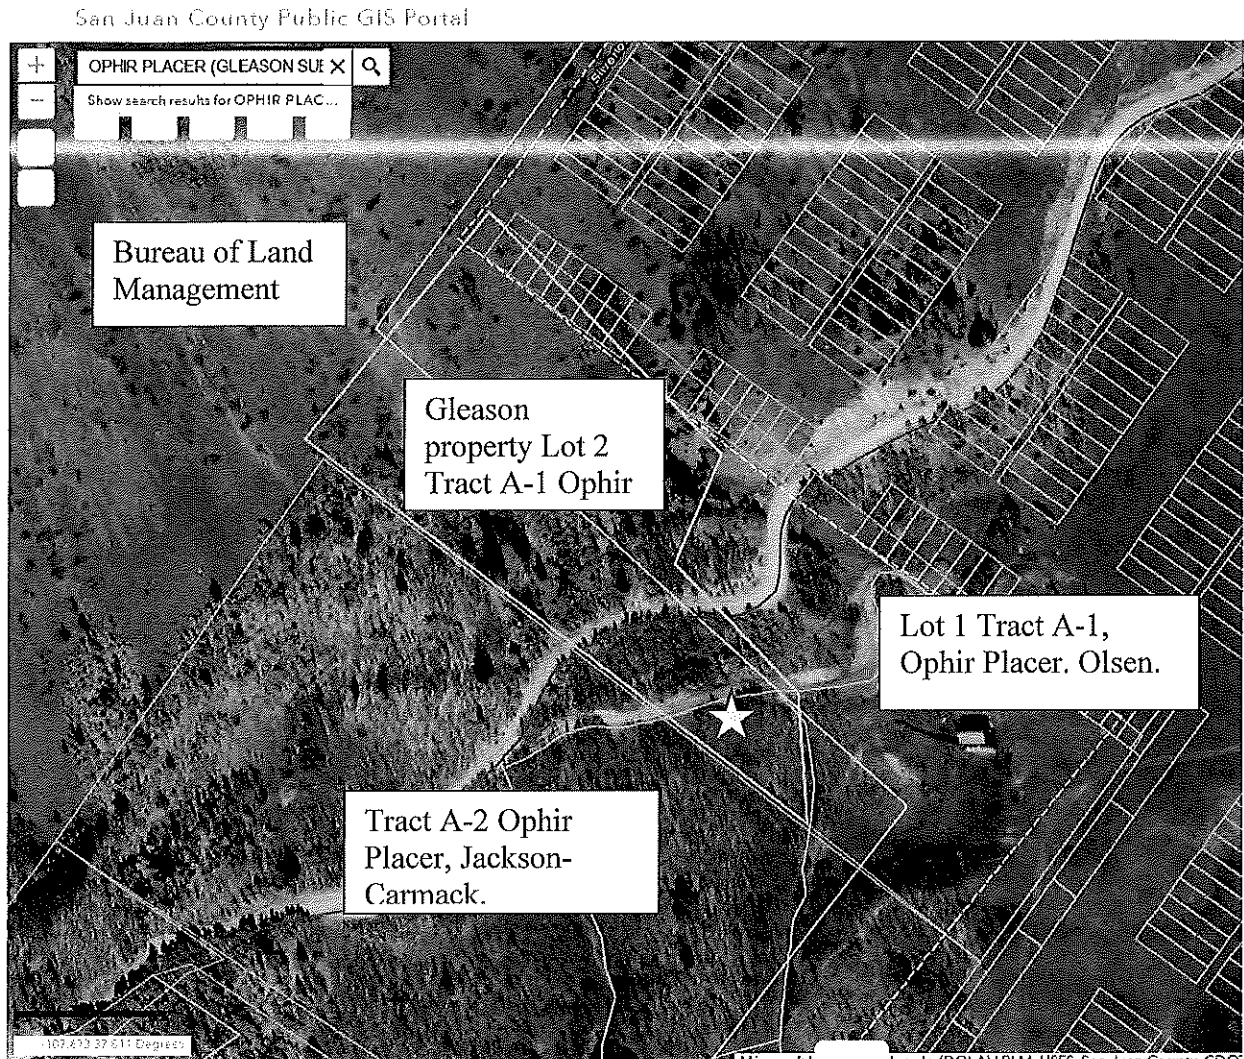 San Juan County Public GIS Portal
OPHIR PLACER (GLEASON SUE
Show search results for OPHIR PLAC...
Bureau of Land
Management
Gleason
property Lot 2
Tract A-1 Ophir
Lot 1 Tract A-1,
Ophir Placer. Olsen.
Tract A-2 Ophir
Placer, Jackson-
Carmack.
Degrees